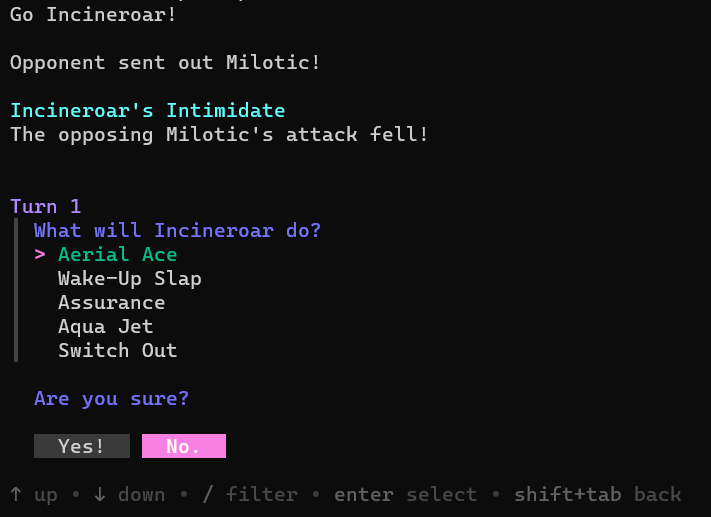 Go Incineroar!
Opponent sent out Milotic!
Incineroar's Intimidate
The opposing Milotic's attack fell!
Turn 1
What will Incineroar do?
> Aerial Ace
Wake-Up Slap
Assurance
Aqua Jet
Switch Out
Are you sure?
Yes! No.
↑ up • ↓ down • / filter • enter select • shift+tab back